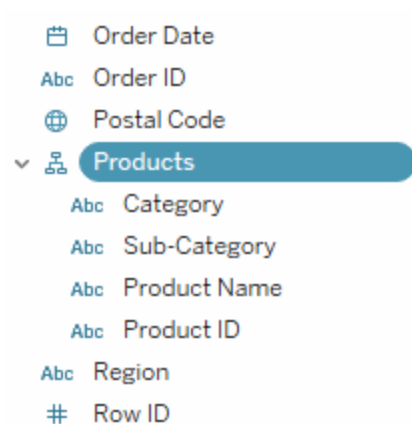 Order Date
Abc Order ID
Postal Code
Products
Abc Category
Abc Sub-Category
Abc Product Name
Abc Product ID
Abc Region
# Row ID